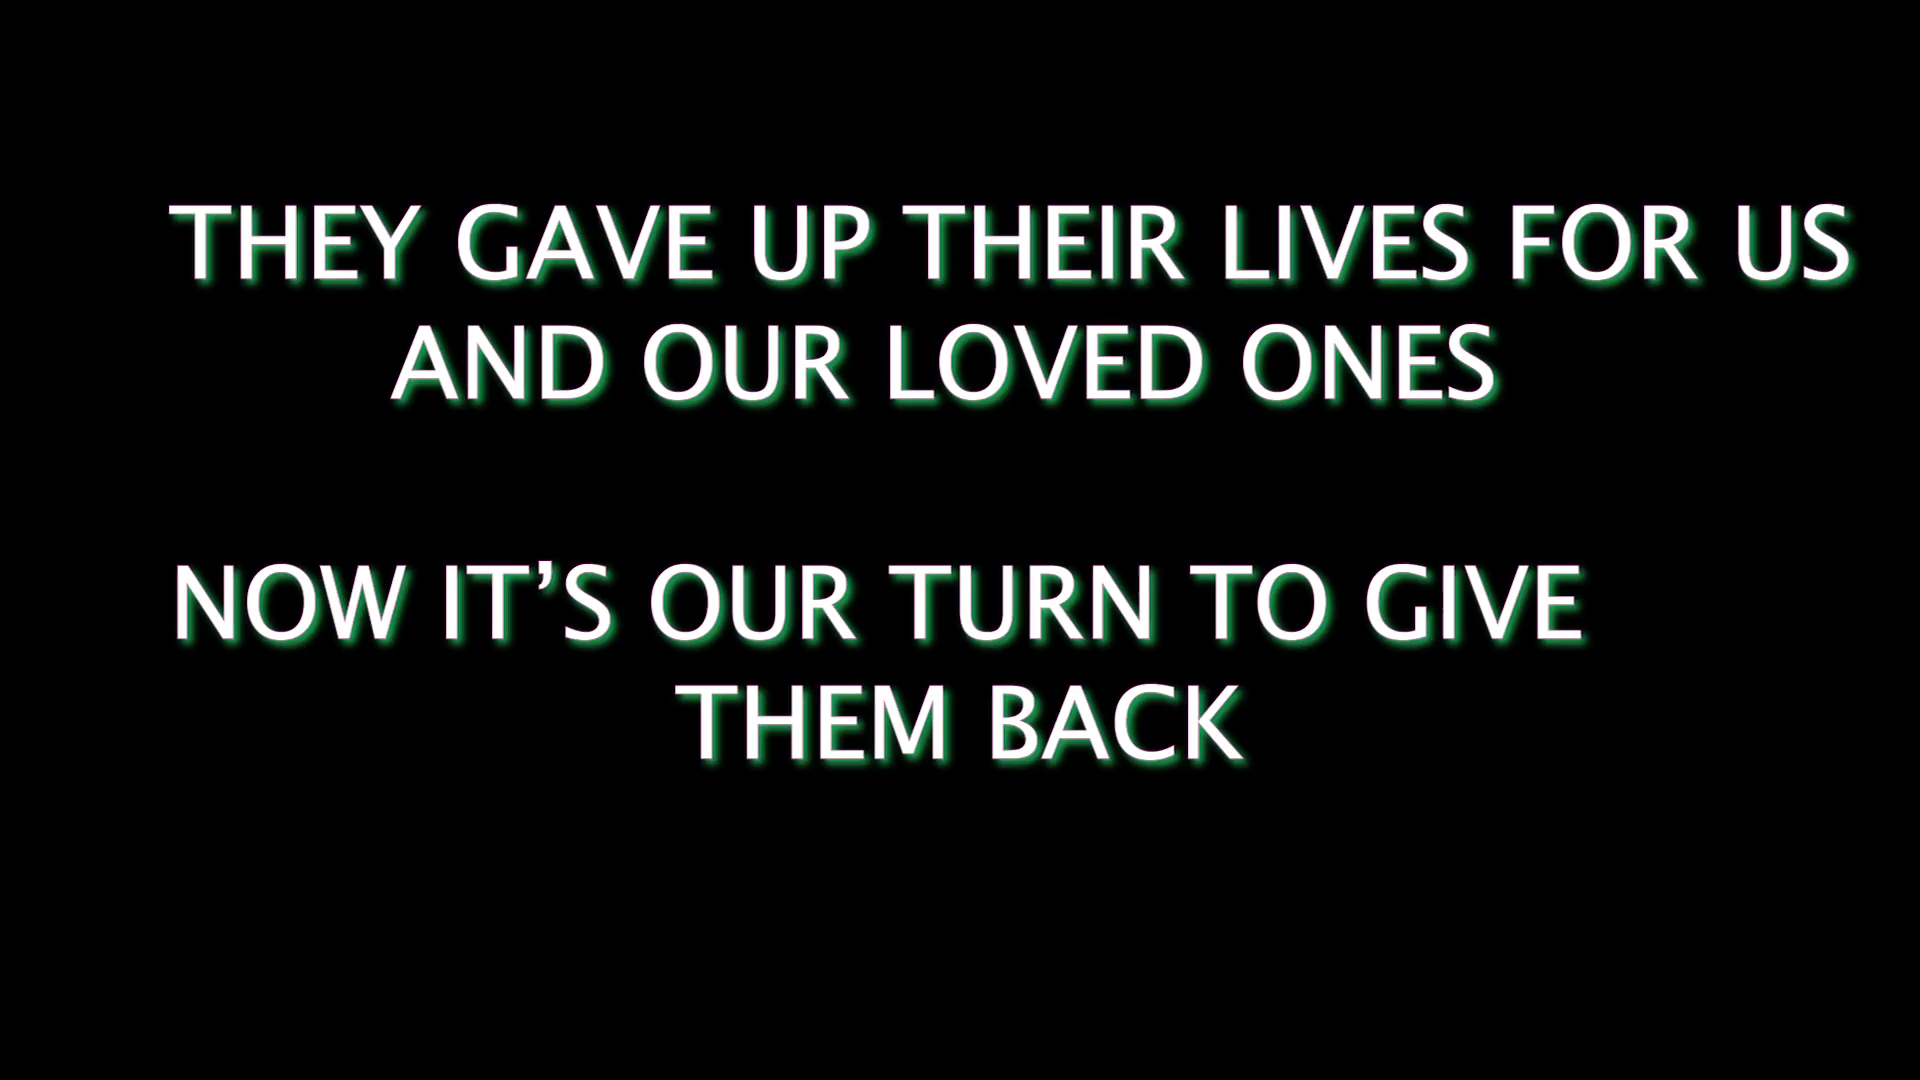 THEY GAVE UP THEIR LIVES FOR US
AND OUR LOVED ONES
NOW IT’S OUR TURN TO GIVE
THEM BACK